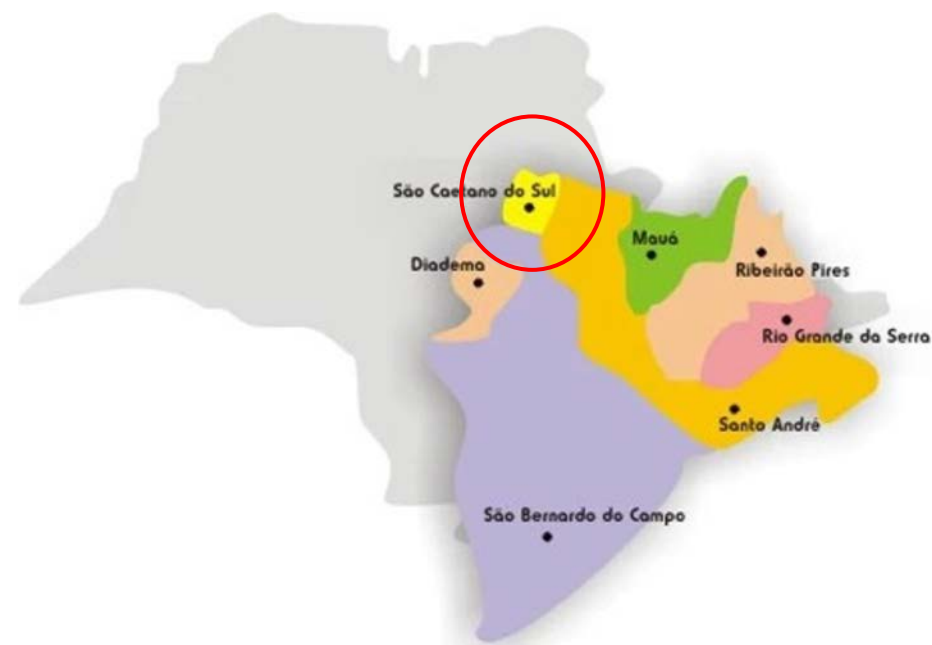 São Caetano do Sul
Mauá
Diadema
Ribeirão Pires
Rio Grande da Serra
Santo André
São Bernardo do Campo